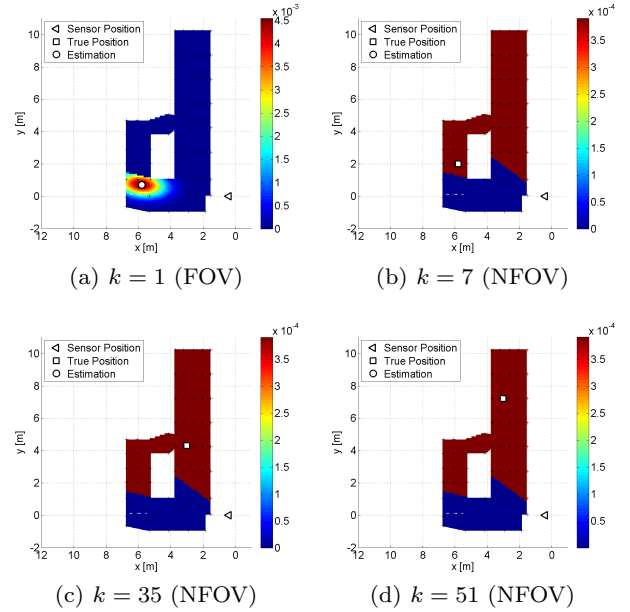 x 10⁻³
Sensor Position
True Position
Estimation
10
8
6
4
2
0
-2
y [m]
12 10 8 6 4 2 0
x [m]
4.5
4
3.5
3
2.5
2
1.5
1
0.5
0
(a) k = 1 (FOV)
x 10⁻⁴
Sensor Position
True Position
Estimation
10
8
6
4
2
0
-2
y [m]
12 10 8 6 4 2 0
x [m]
3.5
3
2.5
2
1.5
1
0.5
0
(b) k = 7 (NFOV)
x 10⁻⁴
Sensor Position
True Position
Estimation
10
8
6
4
2
0
-2
y [m]
12 10 8 6 4 2 0
x [m]
3.5
3
2.5
2
1.5
1
0.5
0
(c) k = 35 (NFOV)
x 10⁻⁴
Sensor Position
True Position
Estimation
10
8
6
4
2
0
-2
y [m]
12 10 8 6 4 2 0
x [m]
3.5
3
2.5
2
1.5
1
0.5
0
(d) k = 51 (NFOV)